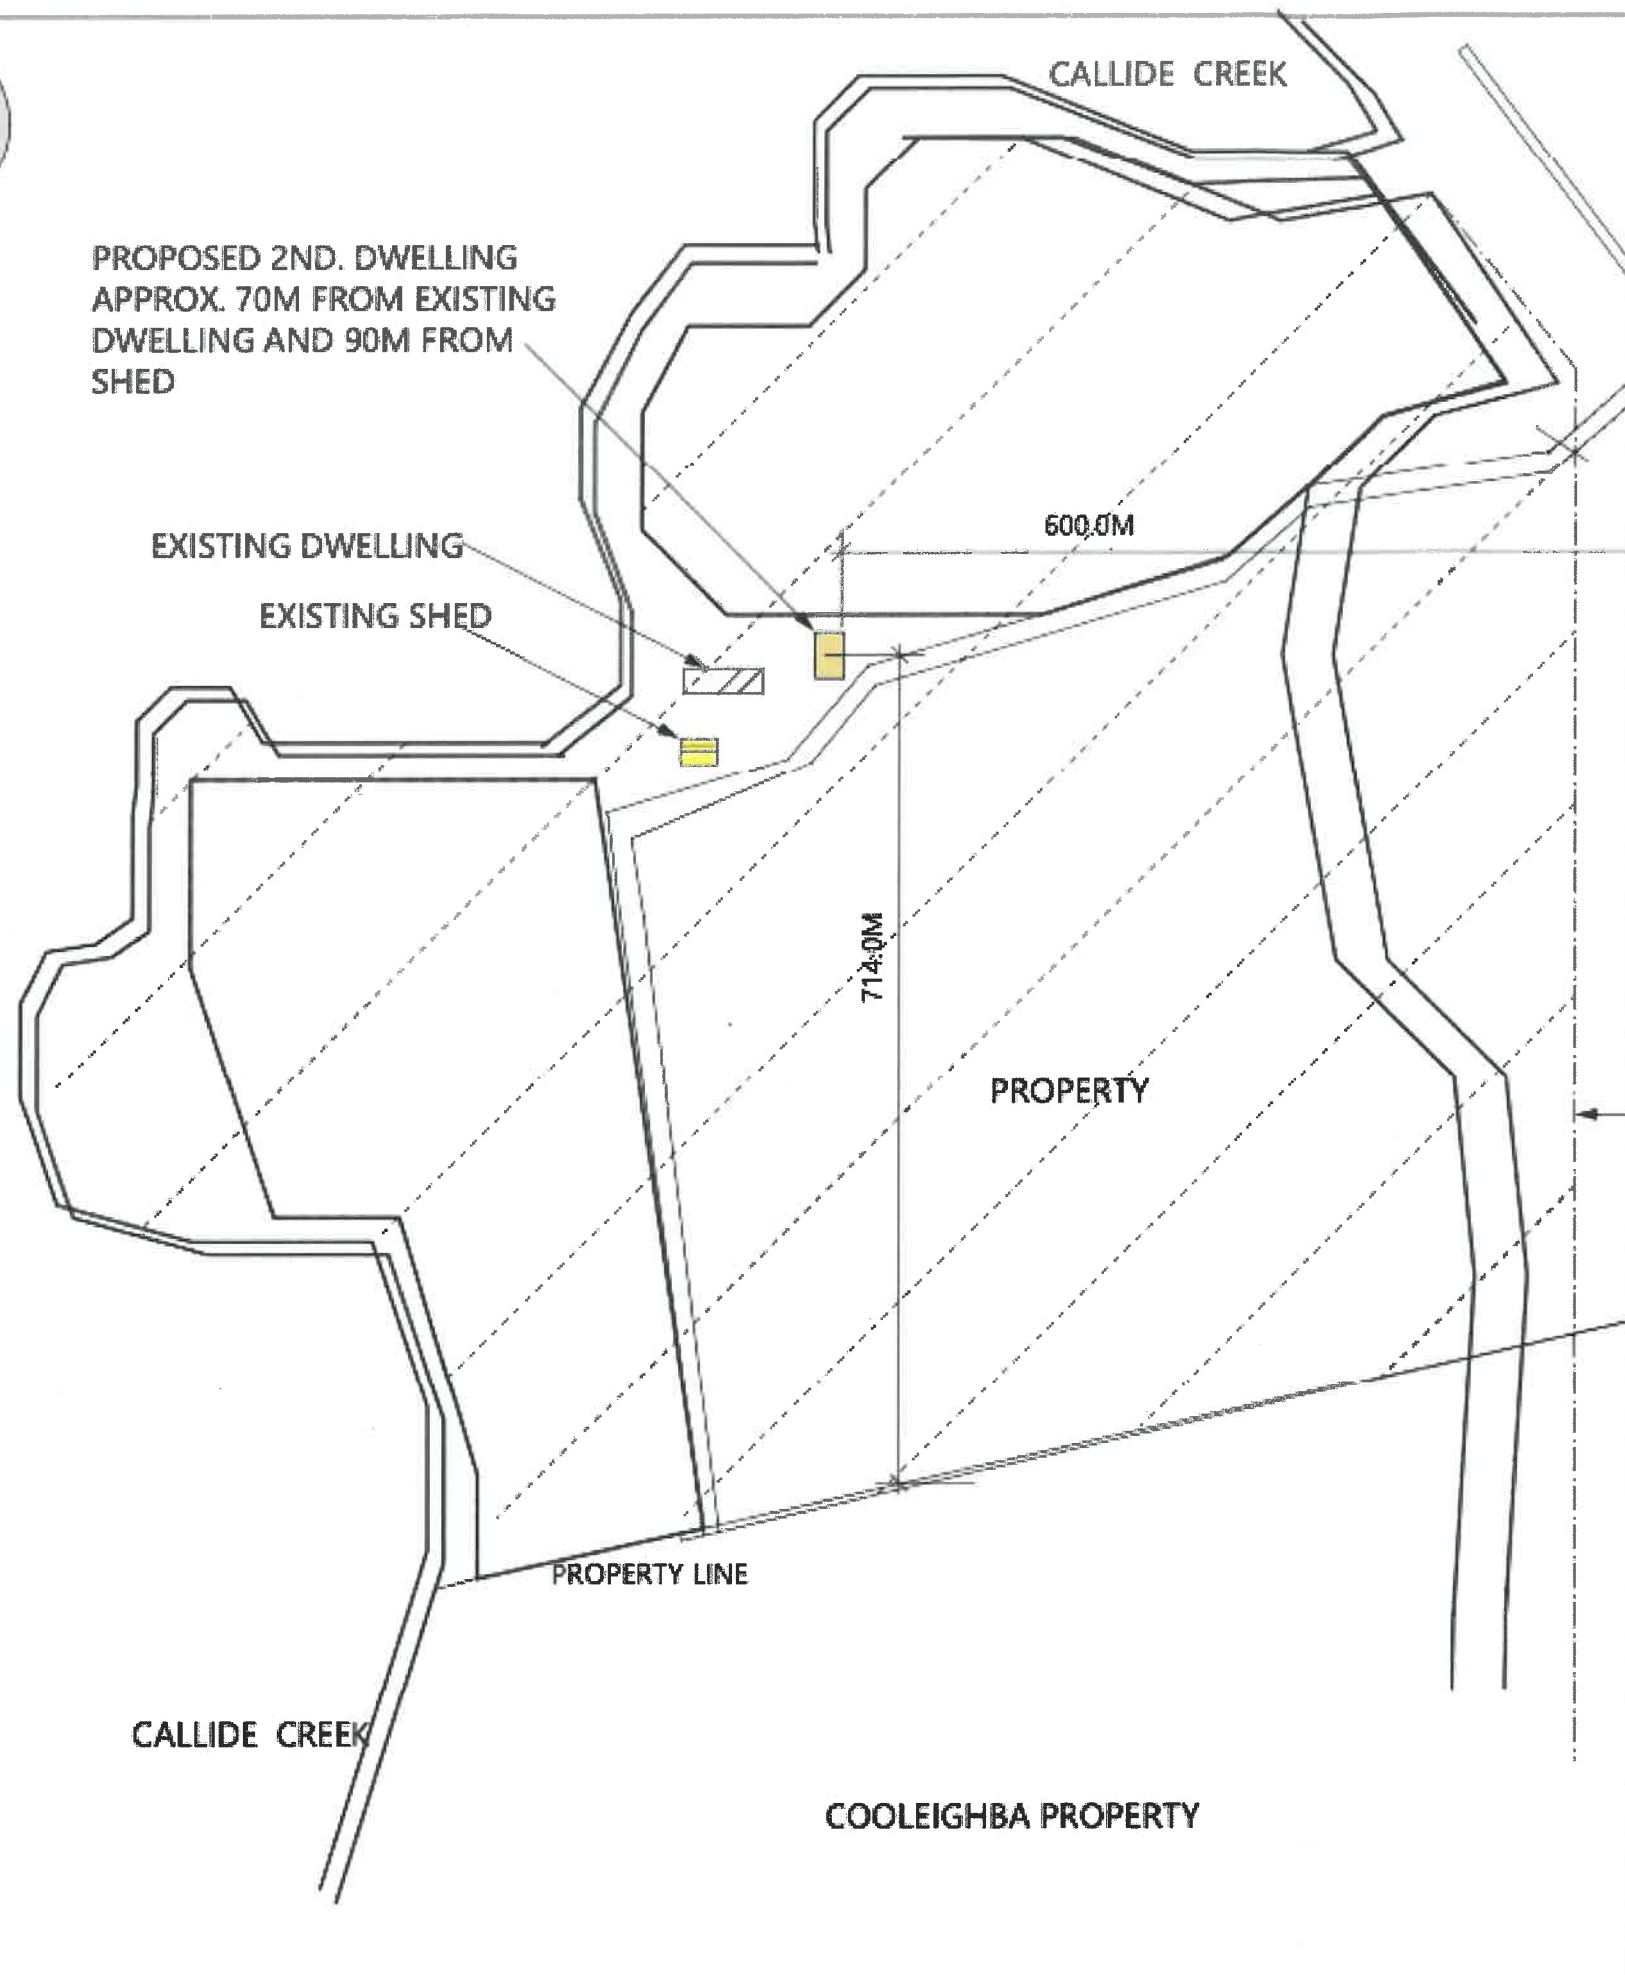 CALLIDE CREEK
PROPOSED 2ND. DWELLING
APPROX. 70M FROM EXISTING
DWELLING AND 90M FROM
SHED
600.0M
EXISTING DWELLING
EXISTING SHED
714.0M
PROPERTY
PROPERTY LINE
CALLIDE CREEK
COOLEIGHBA PROPERTY